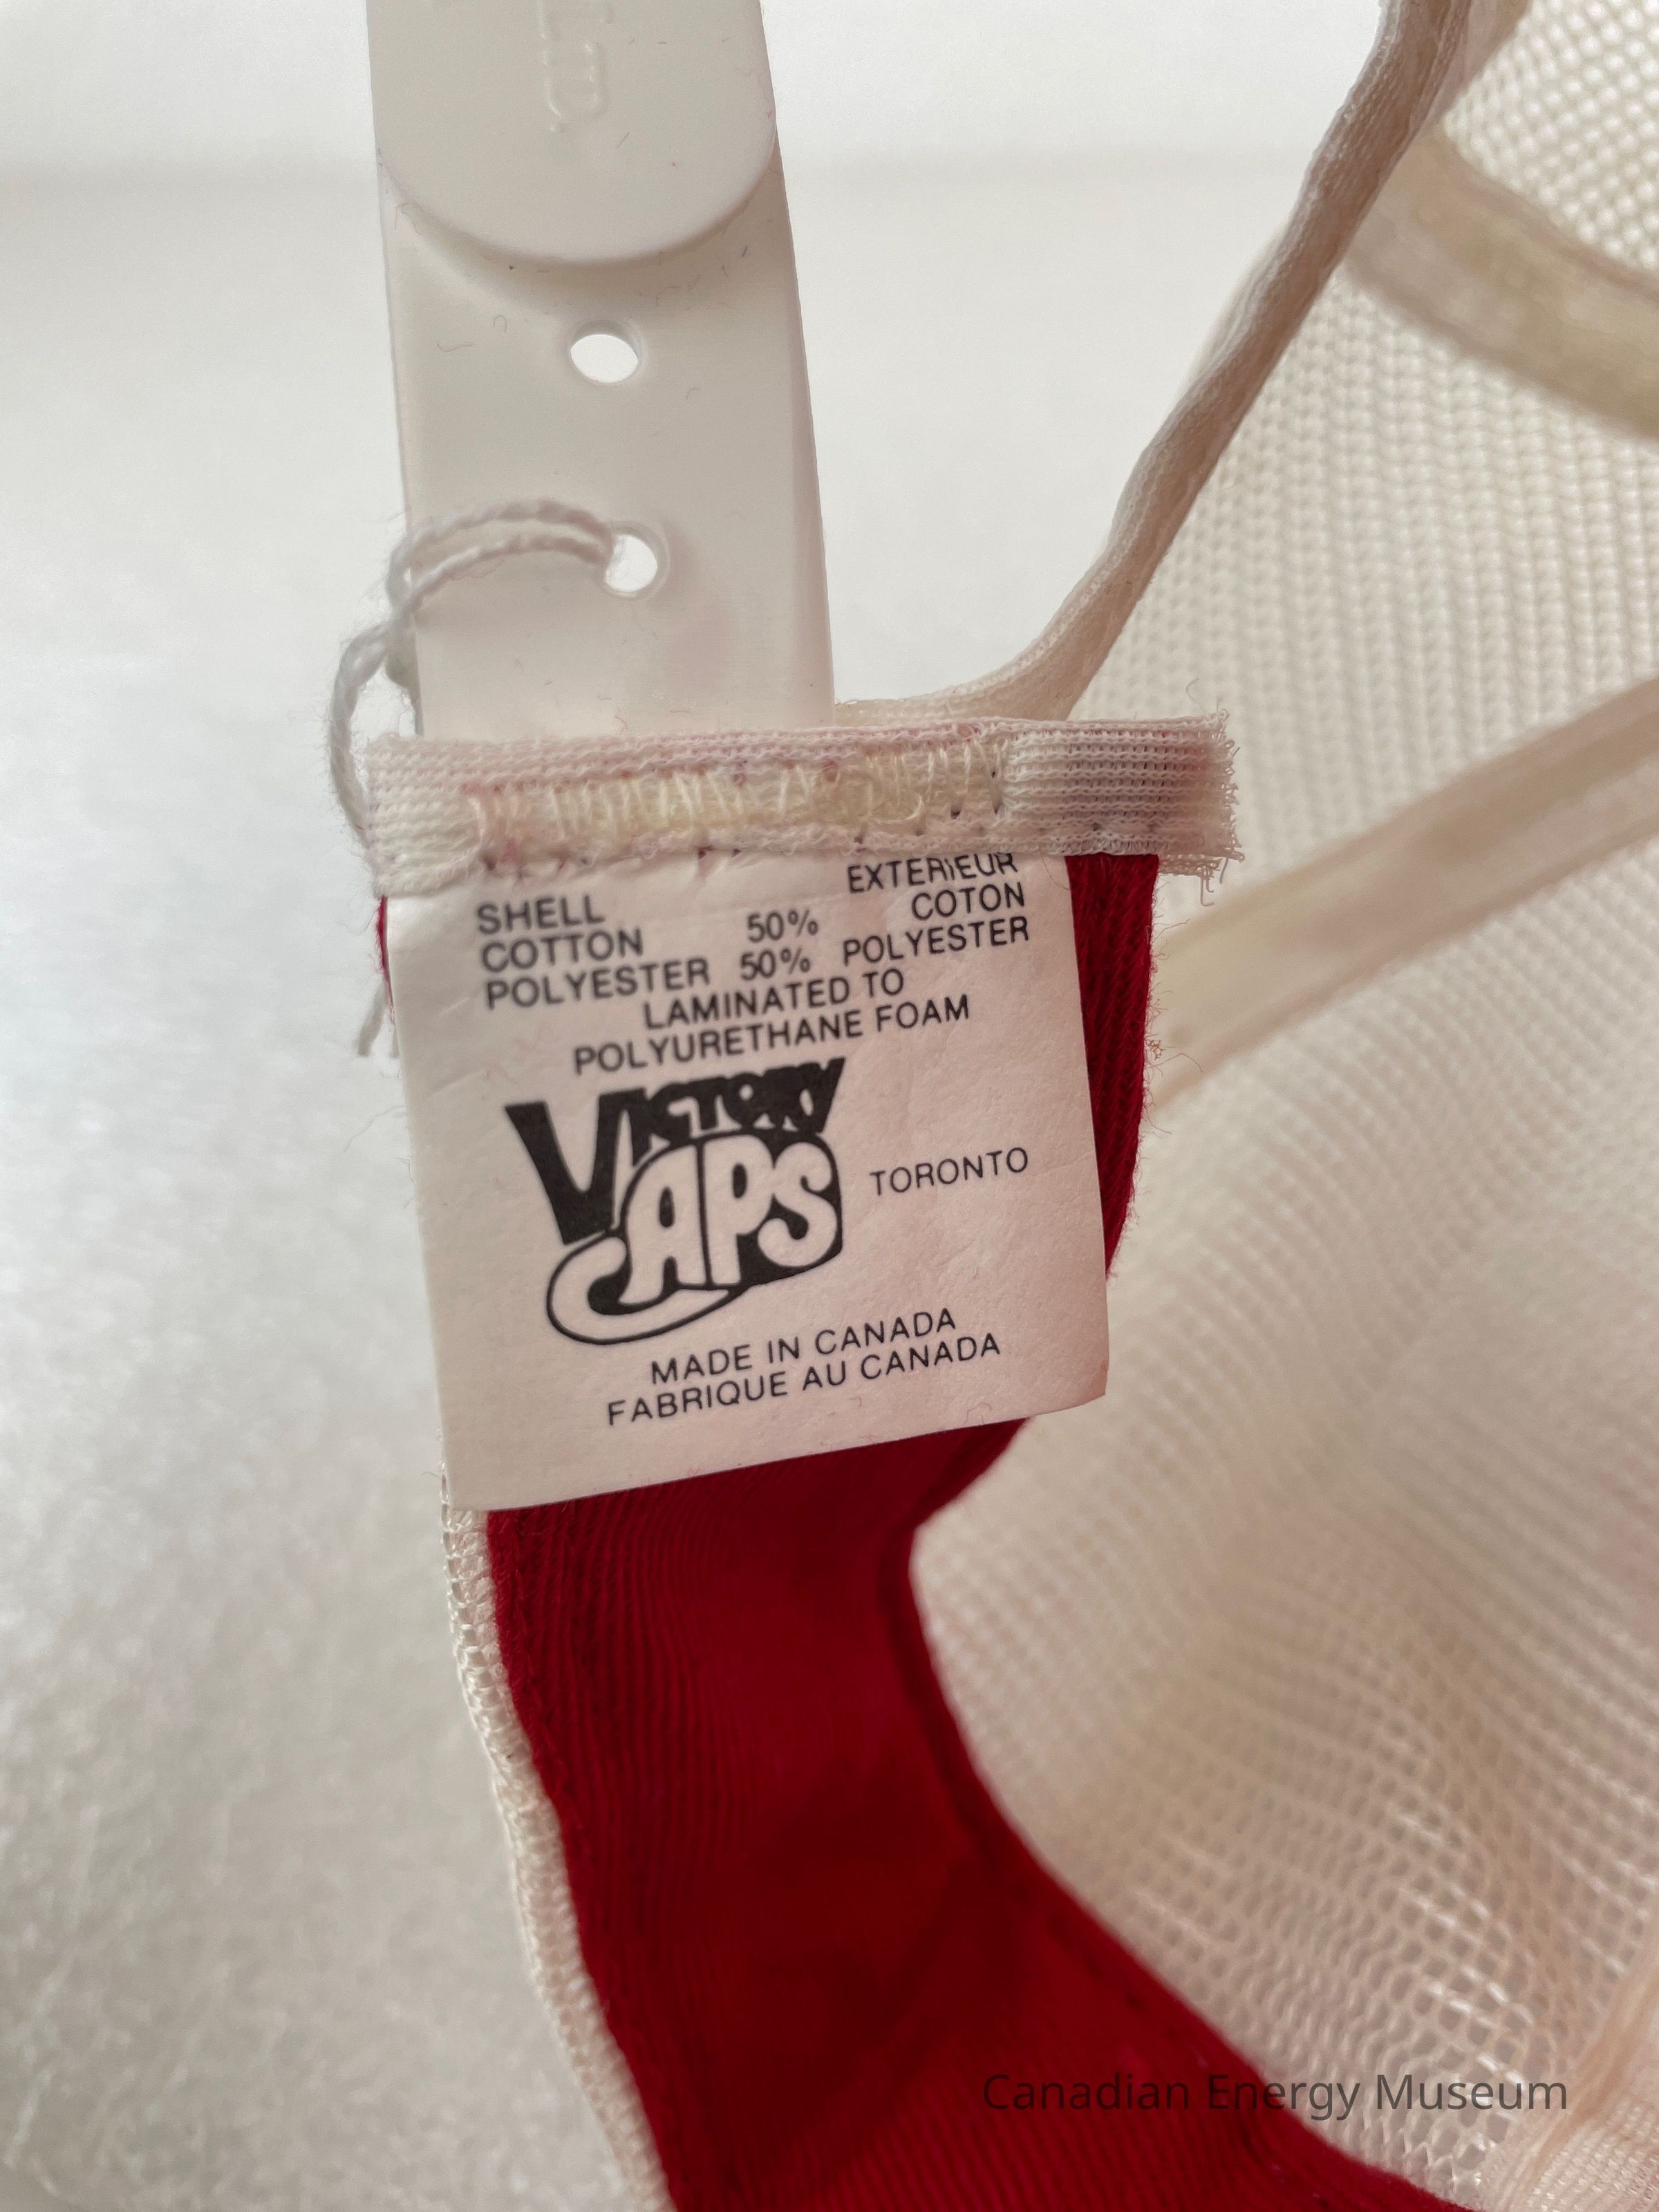 EXTERIEUR
SHELL COTON
COTTON 50% POLYESTER
POLYESTER 50%
LAMINATED TO
POLYURETHANE FOAM
VICTORY
CAPS
TORONTO
MADE IN CANADA
FABRIQUE AU CANADA
Canadian Energy Museum